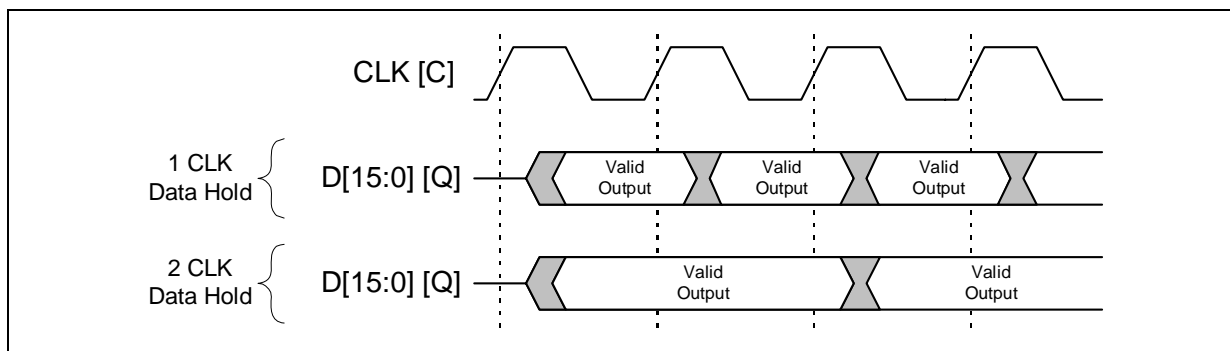 CLK [C]
1 CLK
Data Hold
D[15:0] [Q]
Valid
Output
Valid
Output
Valid
Output
2 CLK
Data Hold
D[15:0] [Q]
Valid
Output
Valid
Output